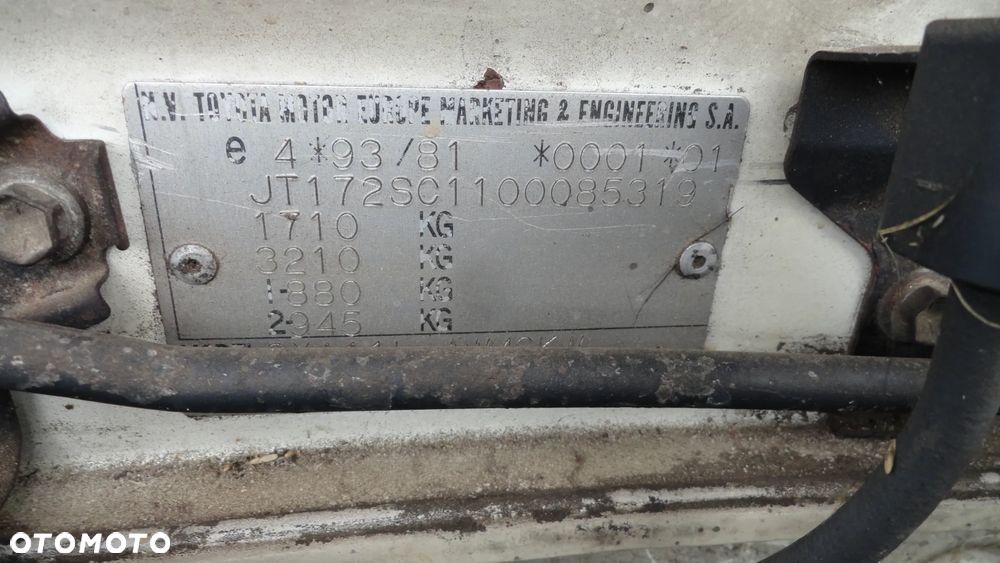 N.V. TOYOTA MOTOR EUROPE MARKETING & ENGINEERING S.A.
e 4*93/81 *0001*01
JT172SC1100085319
1710 KG
3210 KG
1-880 KG
2-945 KG
OTOMOTO